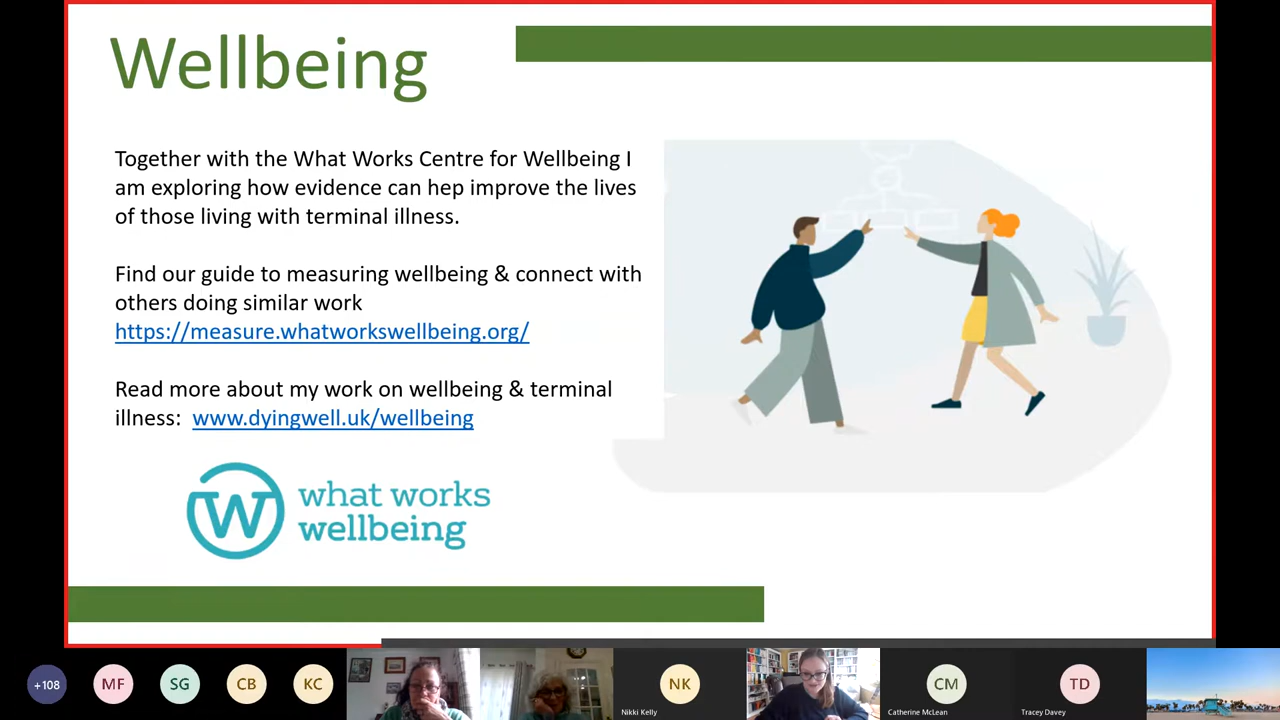 Wellbeing
Together with the What Works Centre for Wellbeing I
am exploring how evidence can hep improve the lives
of those living with terminal illness.
Find our guide to measuring wellbeing & connect with
others doing similar work
https://measure.whatworkswellbeing.org/
Read more about my work on wellbeing & terminal
illness: www.dyingwell.uk/wellbeing
W what works
wellbeing
+108
MF
SG
CB
KC
NK
Nikki Kelly
CM
Catherine McLean
TD
Tracey Davey